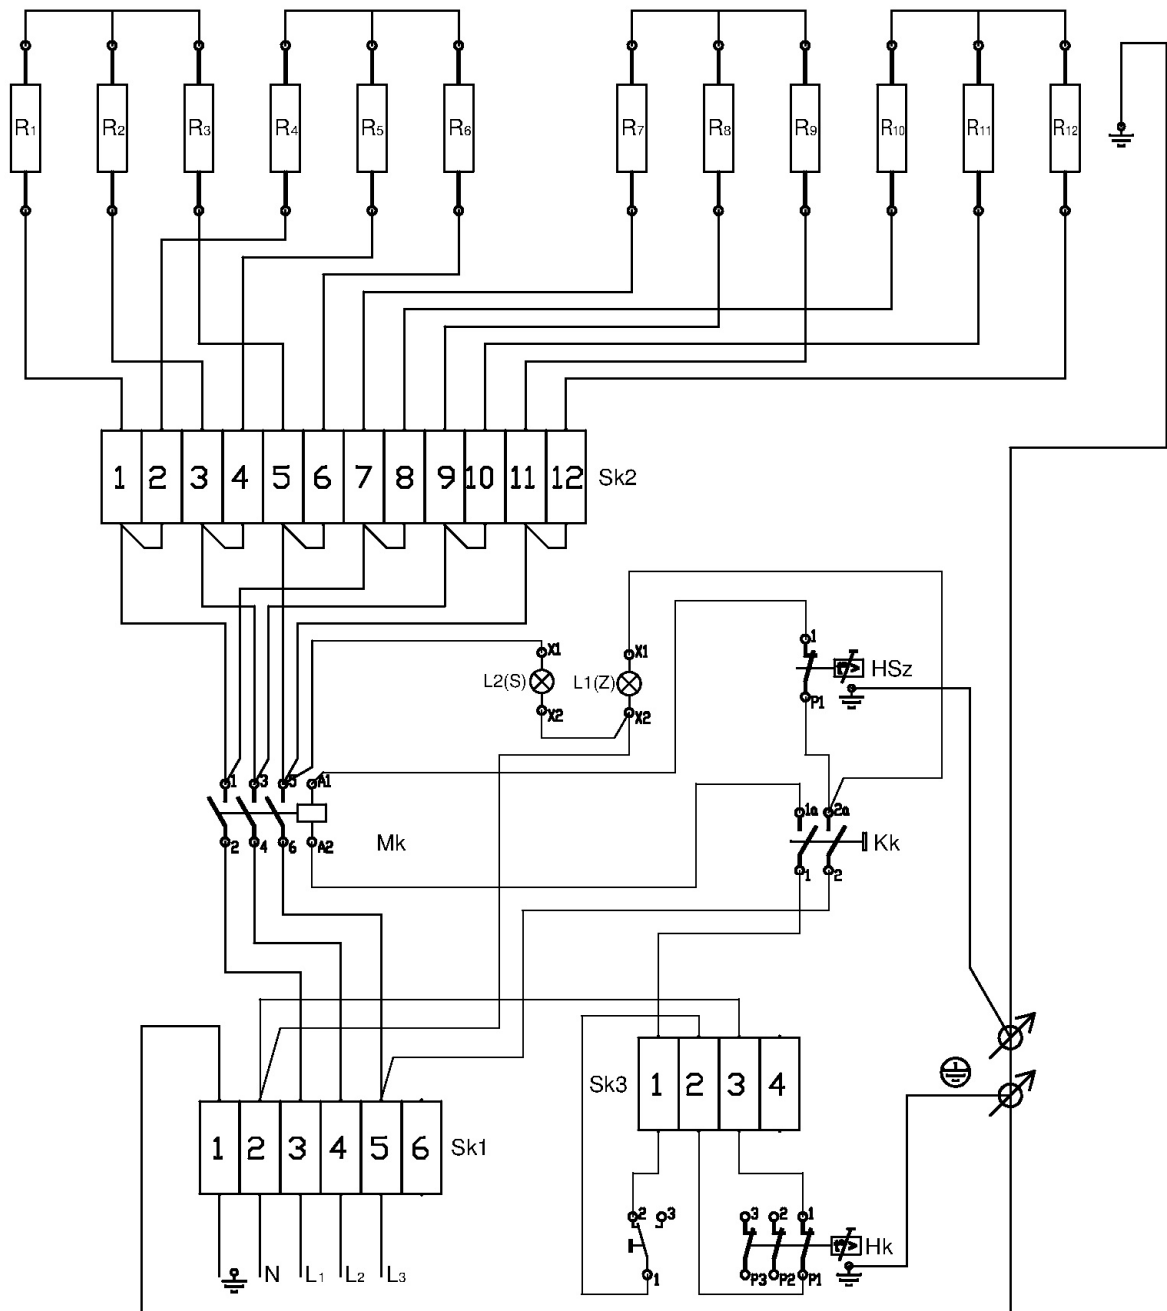 R1 R2 R3 R4 R5 R6 R7 R8 R9 R10 R11 R12
1 2 3 4 5 6 7 8 9 10 11 12 Sk2
1
X1 X1
L2(S) L1(Z) HSz
X2 X2 P1
1 3 5 A1
1a 2a
Mk Kk
2 4 6 A2
1 2
Sk3 1 2 3 4
1 2 3 4 5 6 Sk1
2 3 3 2 1
Hk
N L1 L2 L3
1 P3 P2 P1